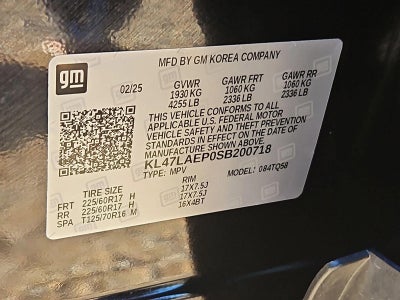 MFD BY GM KOREA COMPANY
gm
02/25 GVWR GAWR FRT GAWR RR
1930 KG 1060 KG 1060 KG
4255 LB 2336 LB 2336 LB
THIS VEHICLE CONFORMS TO ALL
APPLICABLE U.S. FEDERAL MOTOR
VEHICLE SAFETY AND THEFT PREVENTION
STANDARDS IN EFFECT ON THE DATE OF
MANUFACTURE SHOWN ABOVE.
KL47LAEP0SB200718
TYPE: MPV MODEL: 084TQ58
TIRE SIZE RIM
FRT 225/60R17 H 17X7.5J
RR 225/60R17 H 17X7.5J
SPA T125/70R16 M 16X4BT